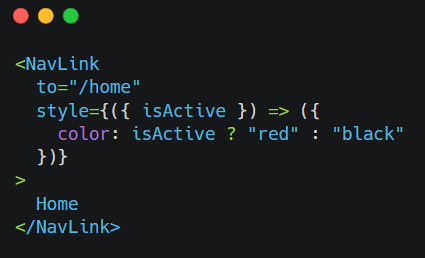 <NavLink
  to="/home"
  style={({ isActive }) => ({
    color: isActive ? "red" : "black"
  })}
>
  Home
</NavLink>